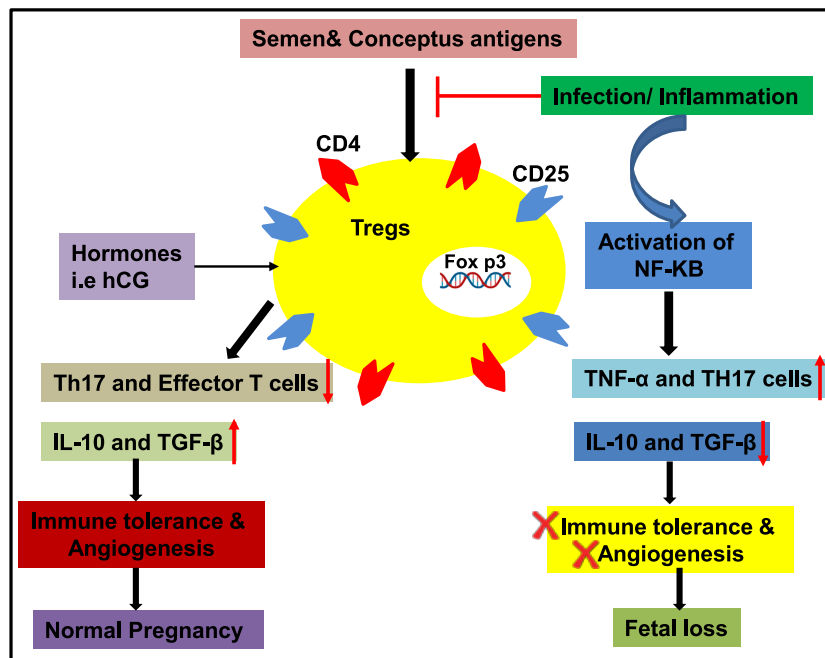 Semen& Conceptus antigens
Infection/ Inflammation
CD4
CD25
Tregs
Hormones
i.e hCG
Fox p3
Activation of
NF-KB
Th17 and Effector T cells
TNF-α and TH17 cells
IL-10 and TGF-β
IL-10 and TGF-β
Immune tolerance &
Angiogenesis
Immune tolerance &
Angiogenesis
Normal Pregnancy
Fetal loss